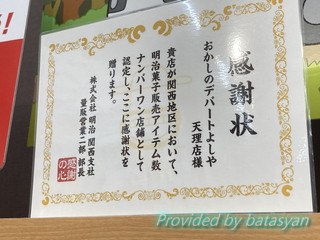 感謝状
おかしのデパートよしや
天理店様
貴店が関西地区において、
明治菓子販売アイテム数
ナンバーワン店舗として
認定し、ここに感謝状を
贈ります。
株式会社 明治 関西支社
量販営業二部 部長
感謝の心
Provided by batasyan